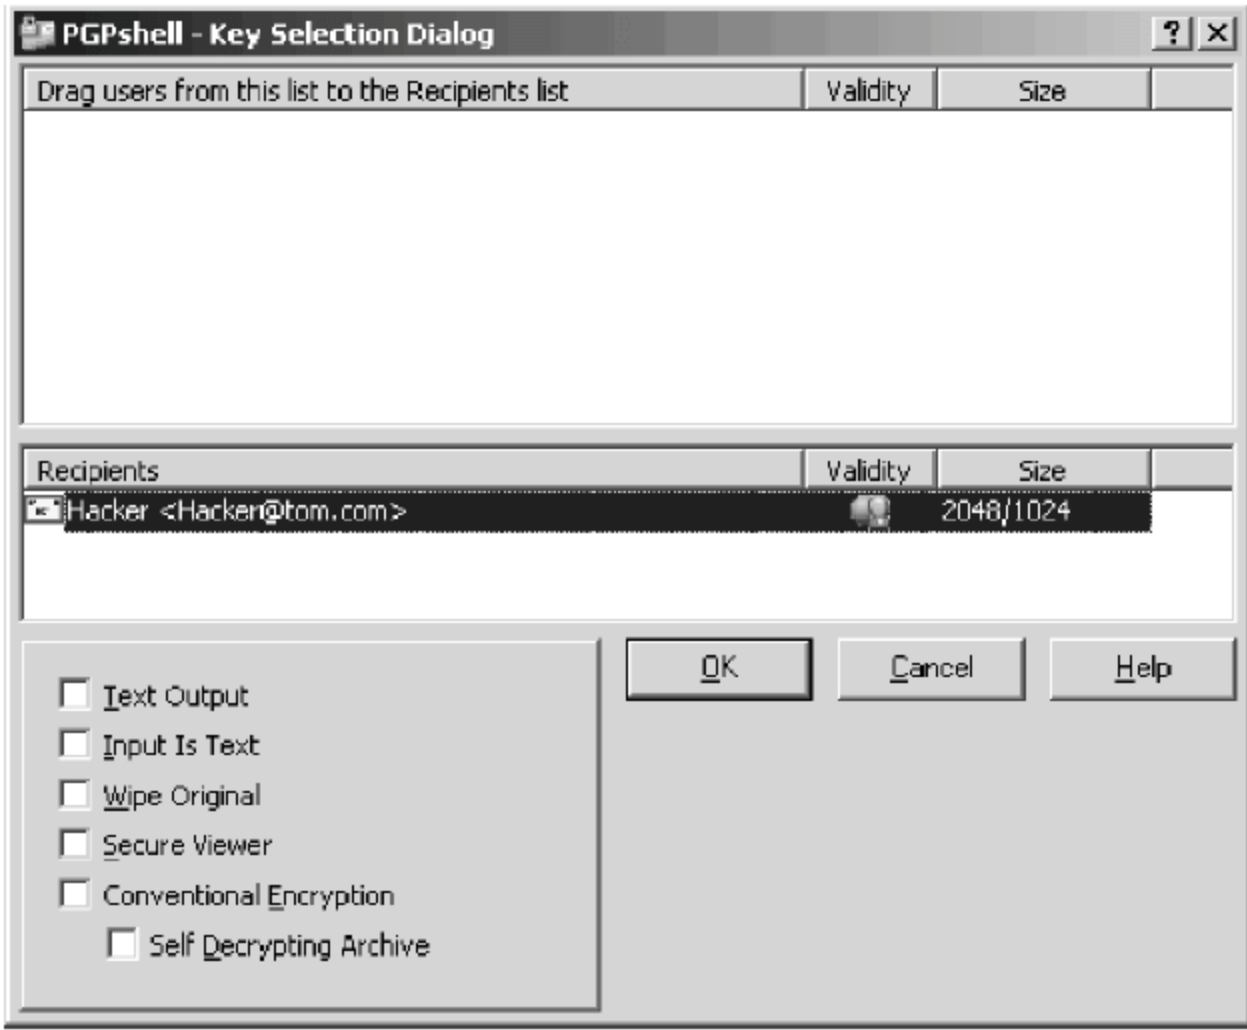 PGPshell - Key Selection Dialog
Drag users from this list to the Recipients list Validity Size
Recipients Validity Size
Hacker <Hacker@tom.com> 2048/1024
OK Cancel Help
Text Output
Input Is Text
Wipe Original
Secure Viewer
Conventional Encryption
Self Decrypting Archive